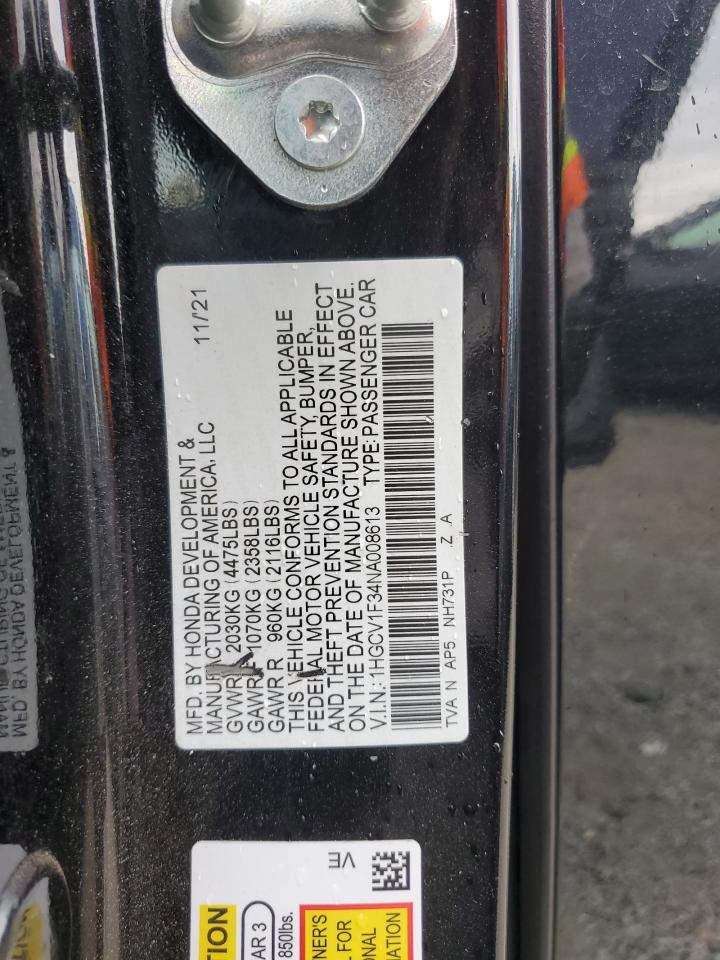 MFD. BY HONDA DEVELOPMENT &
MANUFACTURING OF AMERICA, LLC 11/'21
GVWR 2030KG (4475LBS)
GAWR 1070KG (2358LBS)
GAWR R 960KG (2116LBS)
THIS VEHICLE CONFORMS TO ALL APPLICABLE
FEDERAL MOTOR VEHICLE SAFETY, BUMPER,
AND THEFT PREVENTION STANDARDS IN EFFECT
ON THE DATE OF MANUFACTURE SHOWN ABOVE.
V.I.N.: 1HGCV1F34NA008613 TYPE: PASSENGER CAR
TVA N AP5 NH731P Z A
VE
850lbs.